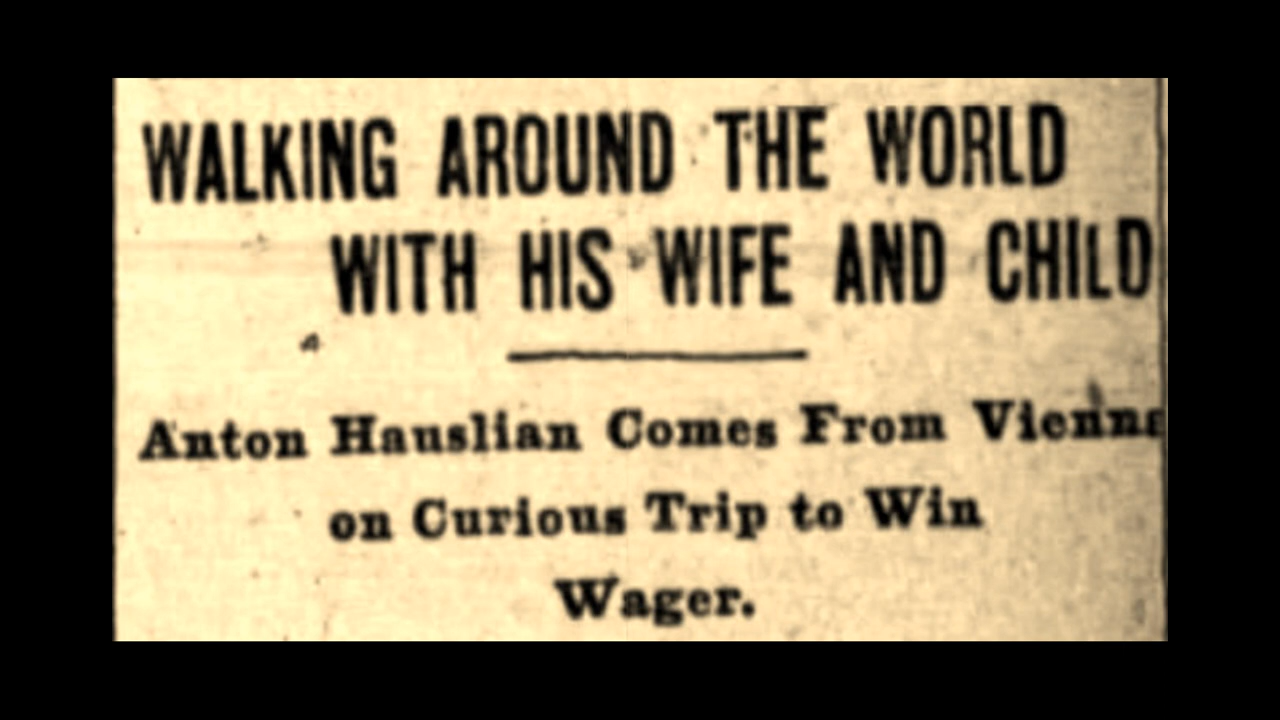 WALKING AROUND THE WORLD
WITH HIS WIFE AND CHILD
Anton Hauslian Comes From Vienna
on Curious Trip to Win
Wager.